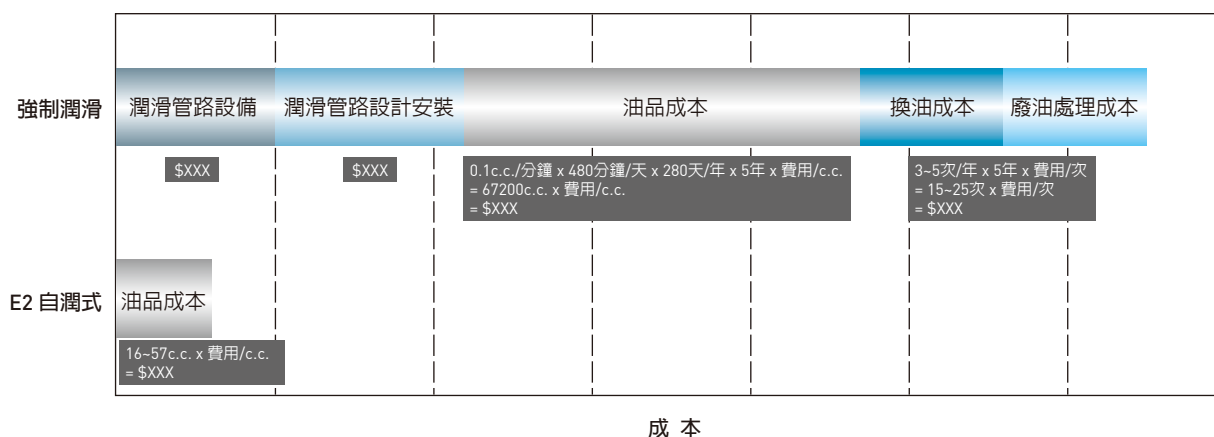 強制潤滑
潤滑管路設備
潤滑管路設計安裝
油品成本
換油成本
廢油處理成本
$XXX
$XXX
0.1c.c./分鐘 x 480分鐘/天 x 280天/年 x 5年 x 費用/c.c.
= 67200c.c. x 費用/c.c.
= $XXX
3~5次/年 x 5年 x 費用/次
= 15~25次 x 費用/次
= $XXX
E2 自潤式
油品成本
16~57c.c. x 費用/c.c.
= $XXX
成 本